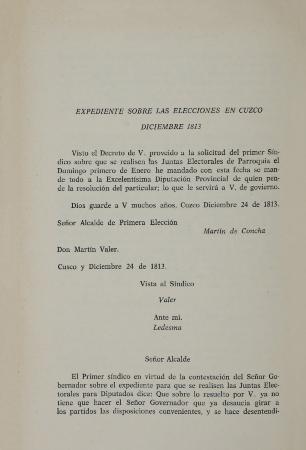 EXPEDIENTE SOBRE LAS ELECCIONES EN CUZCO
DICIEMBRE 1813
Visto el Decreto de V. proveido a la solicitud del primer Sín-
dico sobre que se realisen las Juntas Electorales de Parroquia el
Domingo primero de Enero he mandado con esta fecha se man-
de todo a la Excelentísima Diputación Provincial de quien pen-
de la resolución del particular; lo que le servirá a V. de govierno.
Dios guarde a V muchos años. Cuzco Diciembre 24 de 1813.
Señor Alcalde de Primera Elección
Martín de Concha
Don Martín Valer.
Cusco y Diciembre 24 de 1813.
Vista al Síndico
Valer
Ante mi.
Ledesma
Señor Alcalde
El Primer síndico en virtud de la contestación del Señor Go-
bernador sobre el expediente para que se realisen las Juntas Elec-
torales para Diputados dice: Que sobre lo resuelto por V. ya no
tiene que hacer el Señor Governador que ya desaucia girar a
los partidos las disposiciones convenientes, y se hace desentendi-